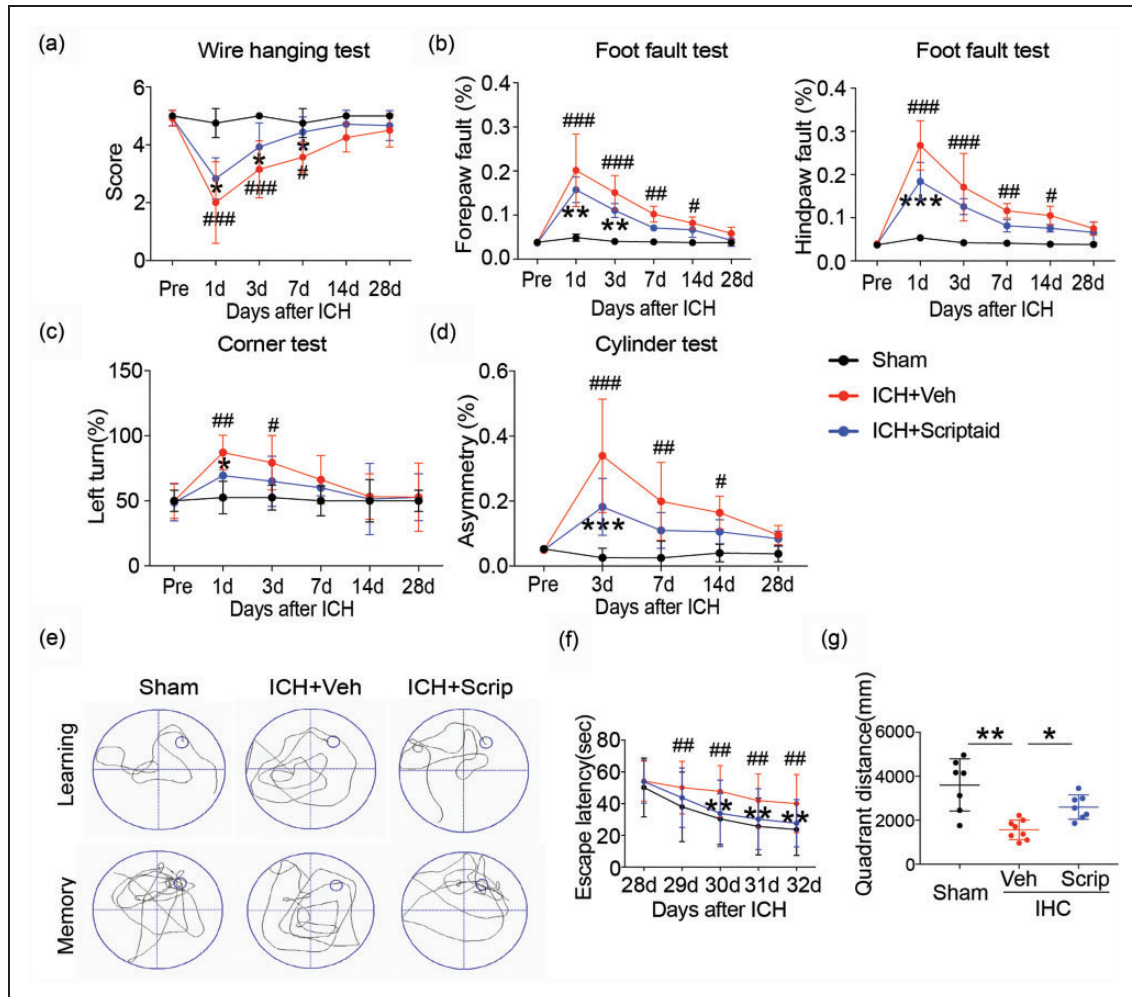 (a)
Wire hanging test
Score
6
4
2
0
*
*
*
###
###
#
Pre 1d 3d 7d 14d 28d
Days after ICH
(b)
Foot fault test
Forepaw fault (%)
0.4
0.3
0.2
0.1
0.0
###
###
##
#
**
**
Pre 1d 3d 7d 14d 28d
Days after ICH
Foot fault test
Hindpaw fault (%)
0.4
0.3
0.2
0.1
0.0
###
###
##
#
***
Pre 1d 3d 7d 14d 28d
Days after ICH
(c)
Corner test
Left turn(%)
150
100
50
0
##
#
*
Pre 1d 3d 7d 14d 28d
Days after ICH
(d)
Cylinder test
Asymmetry (%)
0.6
0.4
0.2
0.0
###
##
#
***
Pre 3d 7d 14d 28d
Days after ICH
Sham
ICH+Veh
ICH+Scriptaid
(e)
Sham ICH+Veh ICH+Scrip
Learning
Memory
(f)
Escape latency(sec)
80
60
40
20
0
## ## ## ##
** ** **
28d 29d 30d 31d 32d
Days after ICH
(g)
Quadrant distance(mm)
6000
4000
2000
0
** *
Sham Veh Scrip
IHC